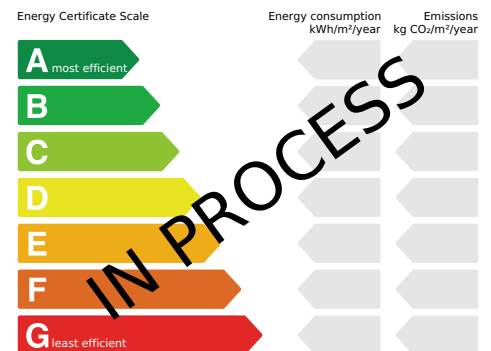 Energy Certificate Scale
Energy consumption
kWh/m²/year
Emissions
kg CO₂/m²/year
A most efficient
B
C
D
E
F
G least efficient
IN PROCESS